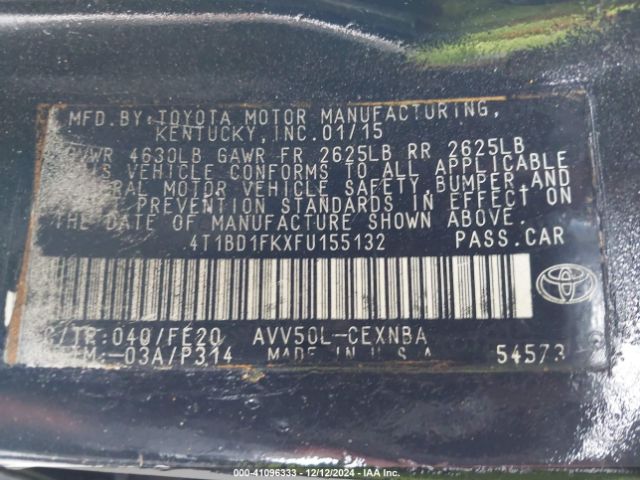 MFD. BY: TOYOTA MOTOR MANUFACTURING,
KENTUCKY, INC. 01/15
GVWR 4630LB GAWR FR 2625LB RR 2625LB
VEHICLE CONFORMS TO ALL APPLICABLE
MOTOR VEHICLE SAFETY, BUMPER, AND
PREVENTION STANDARDS IN EFFECT ON
THE DATE OF MANUFACTURE SHOWN ABOVE.
4T1BD1FKXFU155132 PASS. CAR
C/TR: 040/FE20 AVV50L-CEXNBA
-03A/P314 MADE IN U.S.A 54573
000-41096333 — 12/12/2024 — IAA Inc.